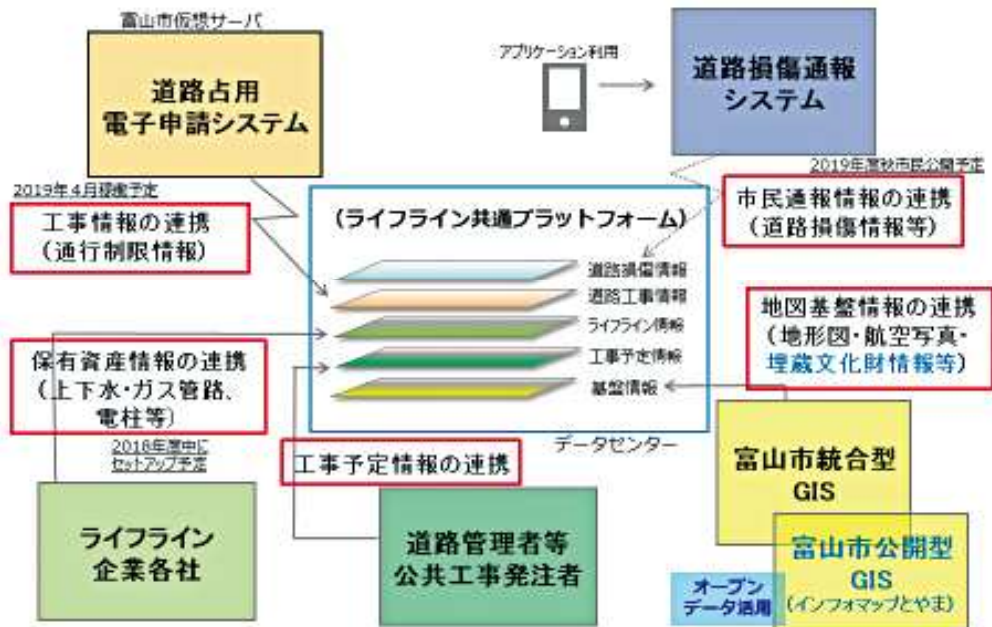 富山市仮想サーバ
道路占用
電子申請システム
2019年4月稼働予定
工事情報の連携
(通行制限情報)
アプリケーション利用
道路損傷通報
システム
2019年度秋市民公開予定
市民通報情報の連携
(道路損傷情報等)
(ライフライン共通プラットフォーム)
道路損傷情報
道路工事情報
ライフライン情報
工事予定情報
基盤情報
データセンター
地図基盤情報の連携
(地形図・航空写真・
埋蔵文化財情報等)
保有資産情報の連携
(上下水・ガス管路、
電柱等)
2018年度中に
セットアップ予定
工事予定情報の連携
ライフライン
企業各社
道路管理者等
公共工事発注者
富山市統合型
GIS
富山市公開型
GIS
(インフォマップとやま)
オープン
データ活用